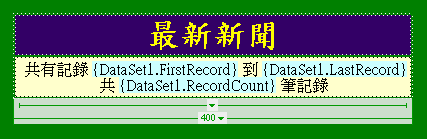 最新新聞
共有記錄 {DataSet1.FirstRecord} 到 {DataSet1.LastRecord}
共 {DataSet1.RecordCount} 筆記錄
400